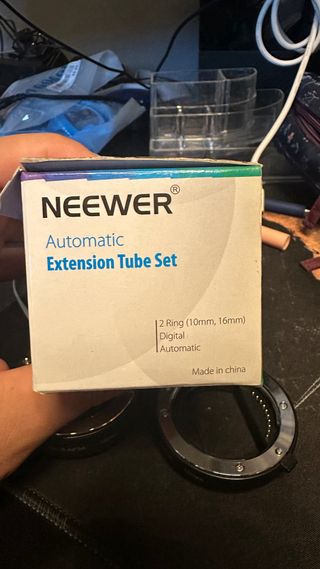 NEEWER®
Automatic
Extension Tube Set
2 Ring (10mm, 16mm)
Digital
Automatic
Made in china